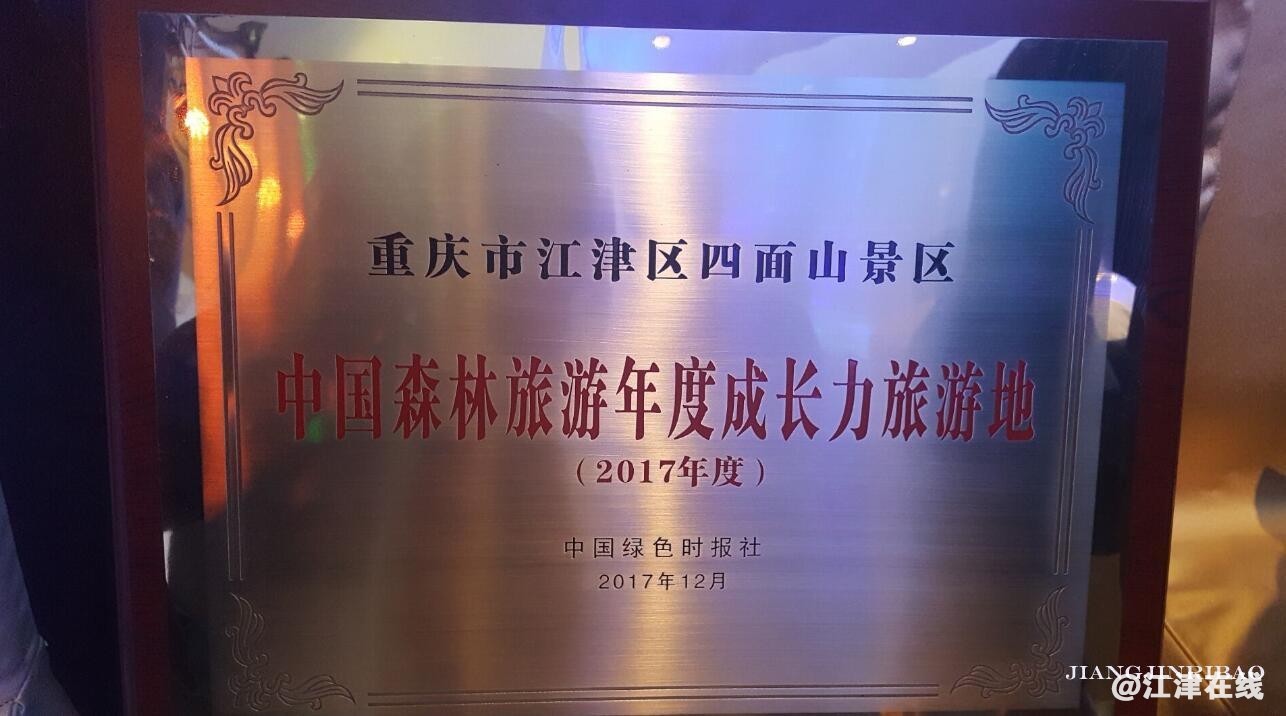 重庆市江津区四面山景区
中国森林旅游年度成长力旅游地
（2017年度）
中国绿色时报社
2017年12月
JIANGJINRIBAO
@江津在线